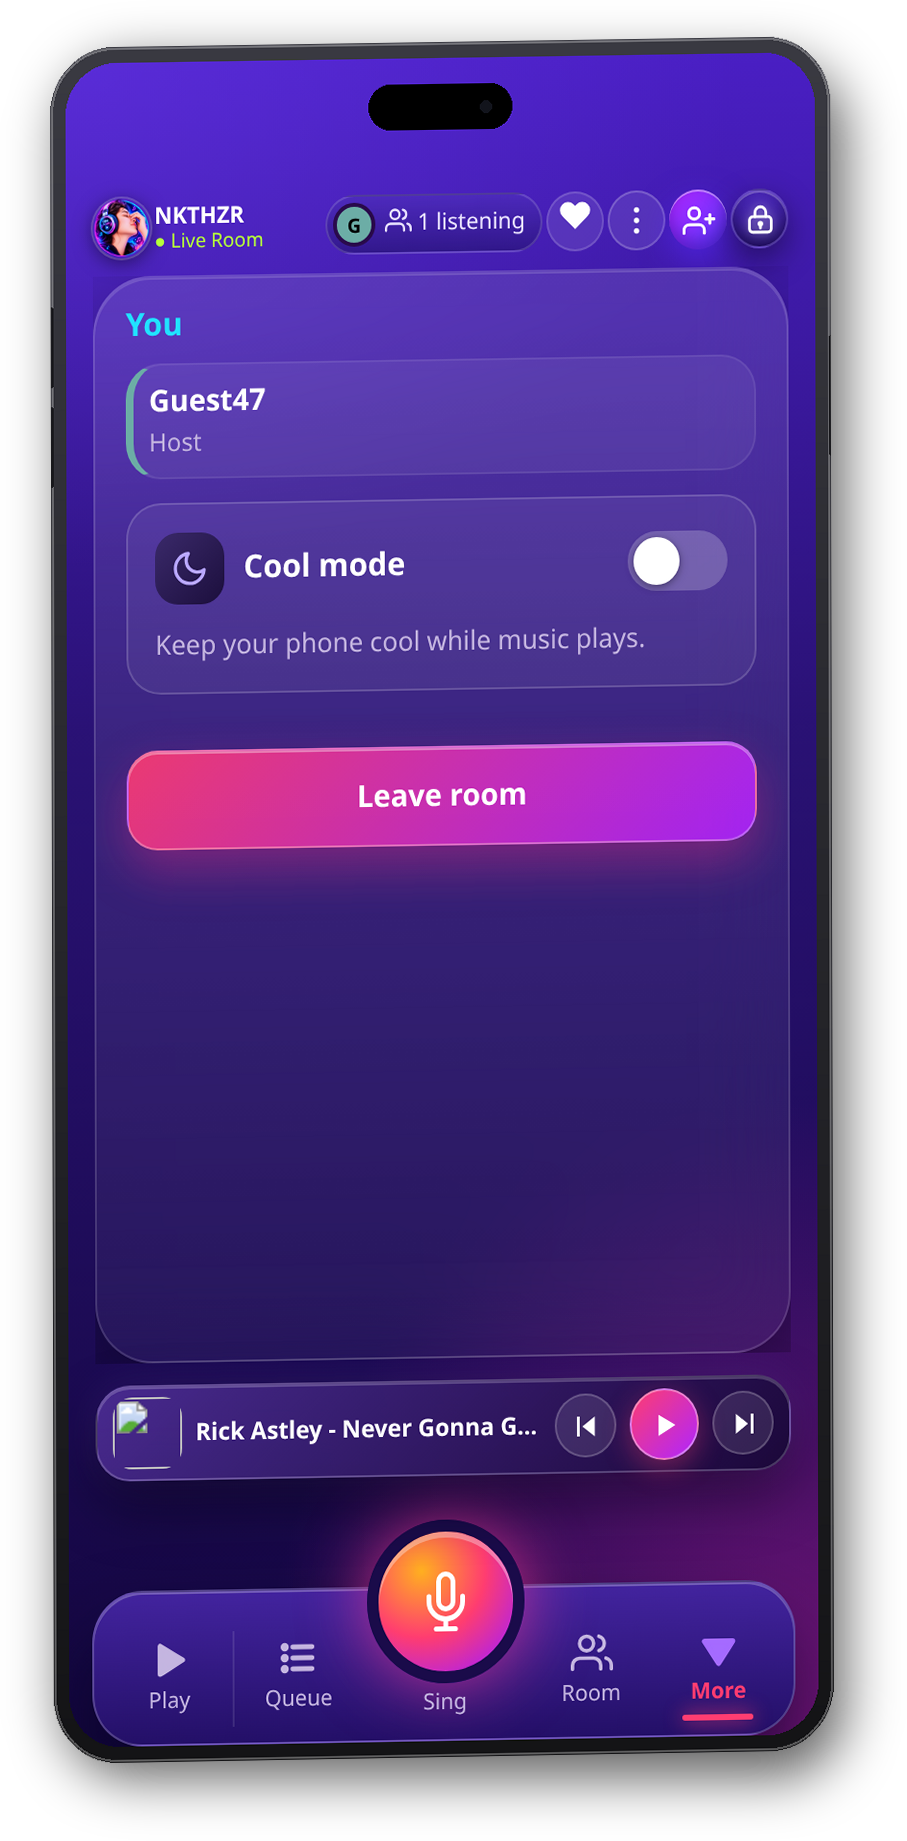 NKTHZR
● Live Room
G
1 listening
You
Guest47
Host
Cool mode
Keep your phone cool while music plays.
Leave room
Rick Astley - Never Gonna G...
Play
Queue
Sing
Room
More